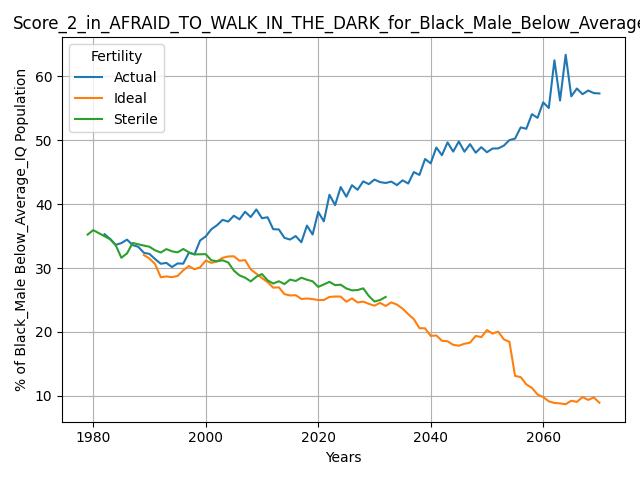 Score_2_in_AFRAID_TO_WALK_IN_THE_DARK_for_Black_Male_Below_Average
Fertility
Actual
Ideal
Sterile
% of Black_Male Below_Average_IQ Population
60
50
40
30
20
10
1980 2000 2020 2040 2060
Years